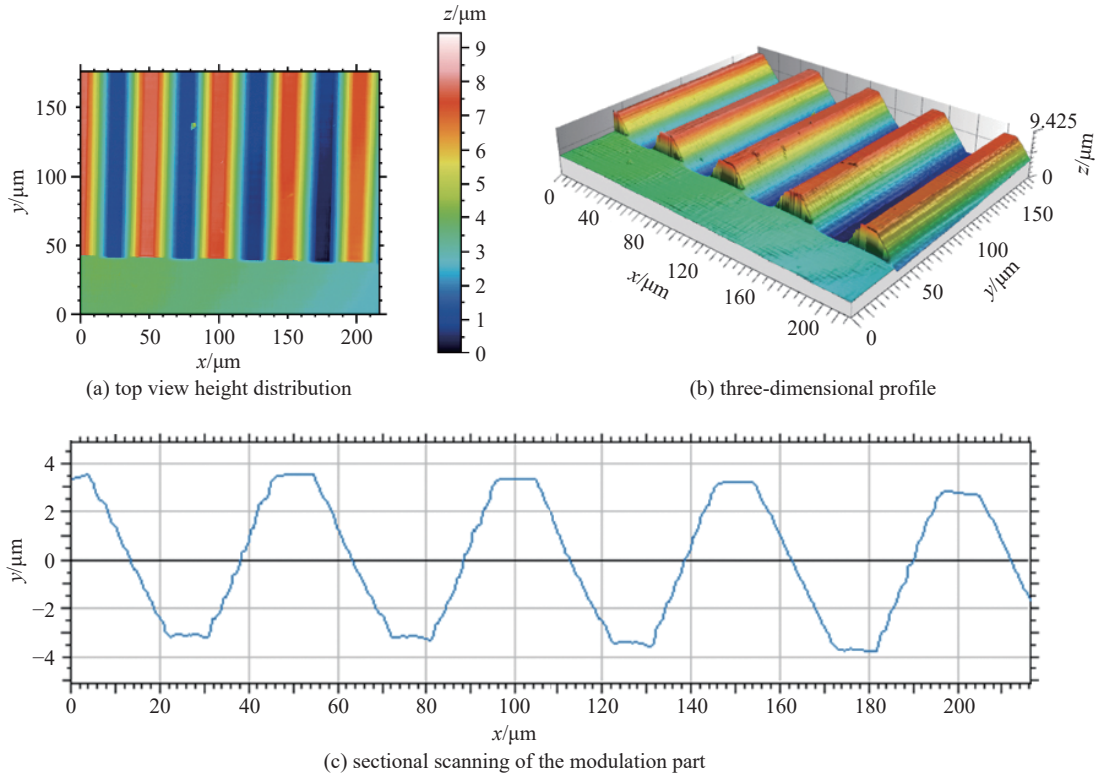 z/μm
9
8
7
6
5
4
3
2
1
0
y/μm
150
100
50
0
0 50 100 150 200
x/μm
(a) top view height distribution
9.425
0
z/μm
150
100
50
0
y/μm
0
40
80
120
160
200
x/μm
(b) three-dimensional profile
y/μm
4
2
0
−2
−4
0 20 40 60 80 100 120 140 160 180 200
x/μm
(c) sectional scanning of the modulation part